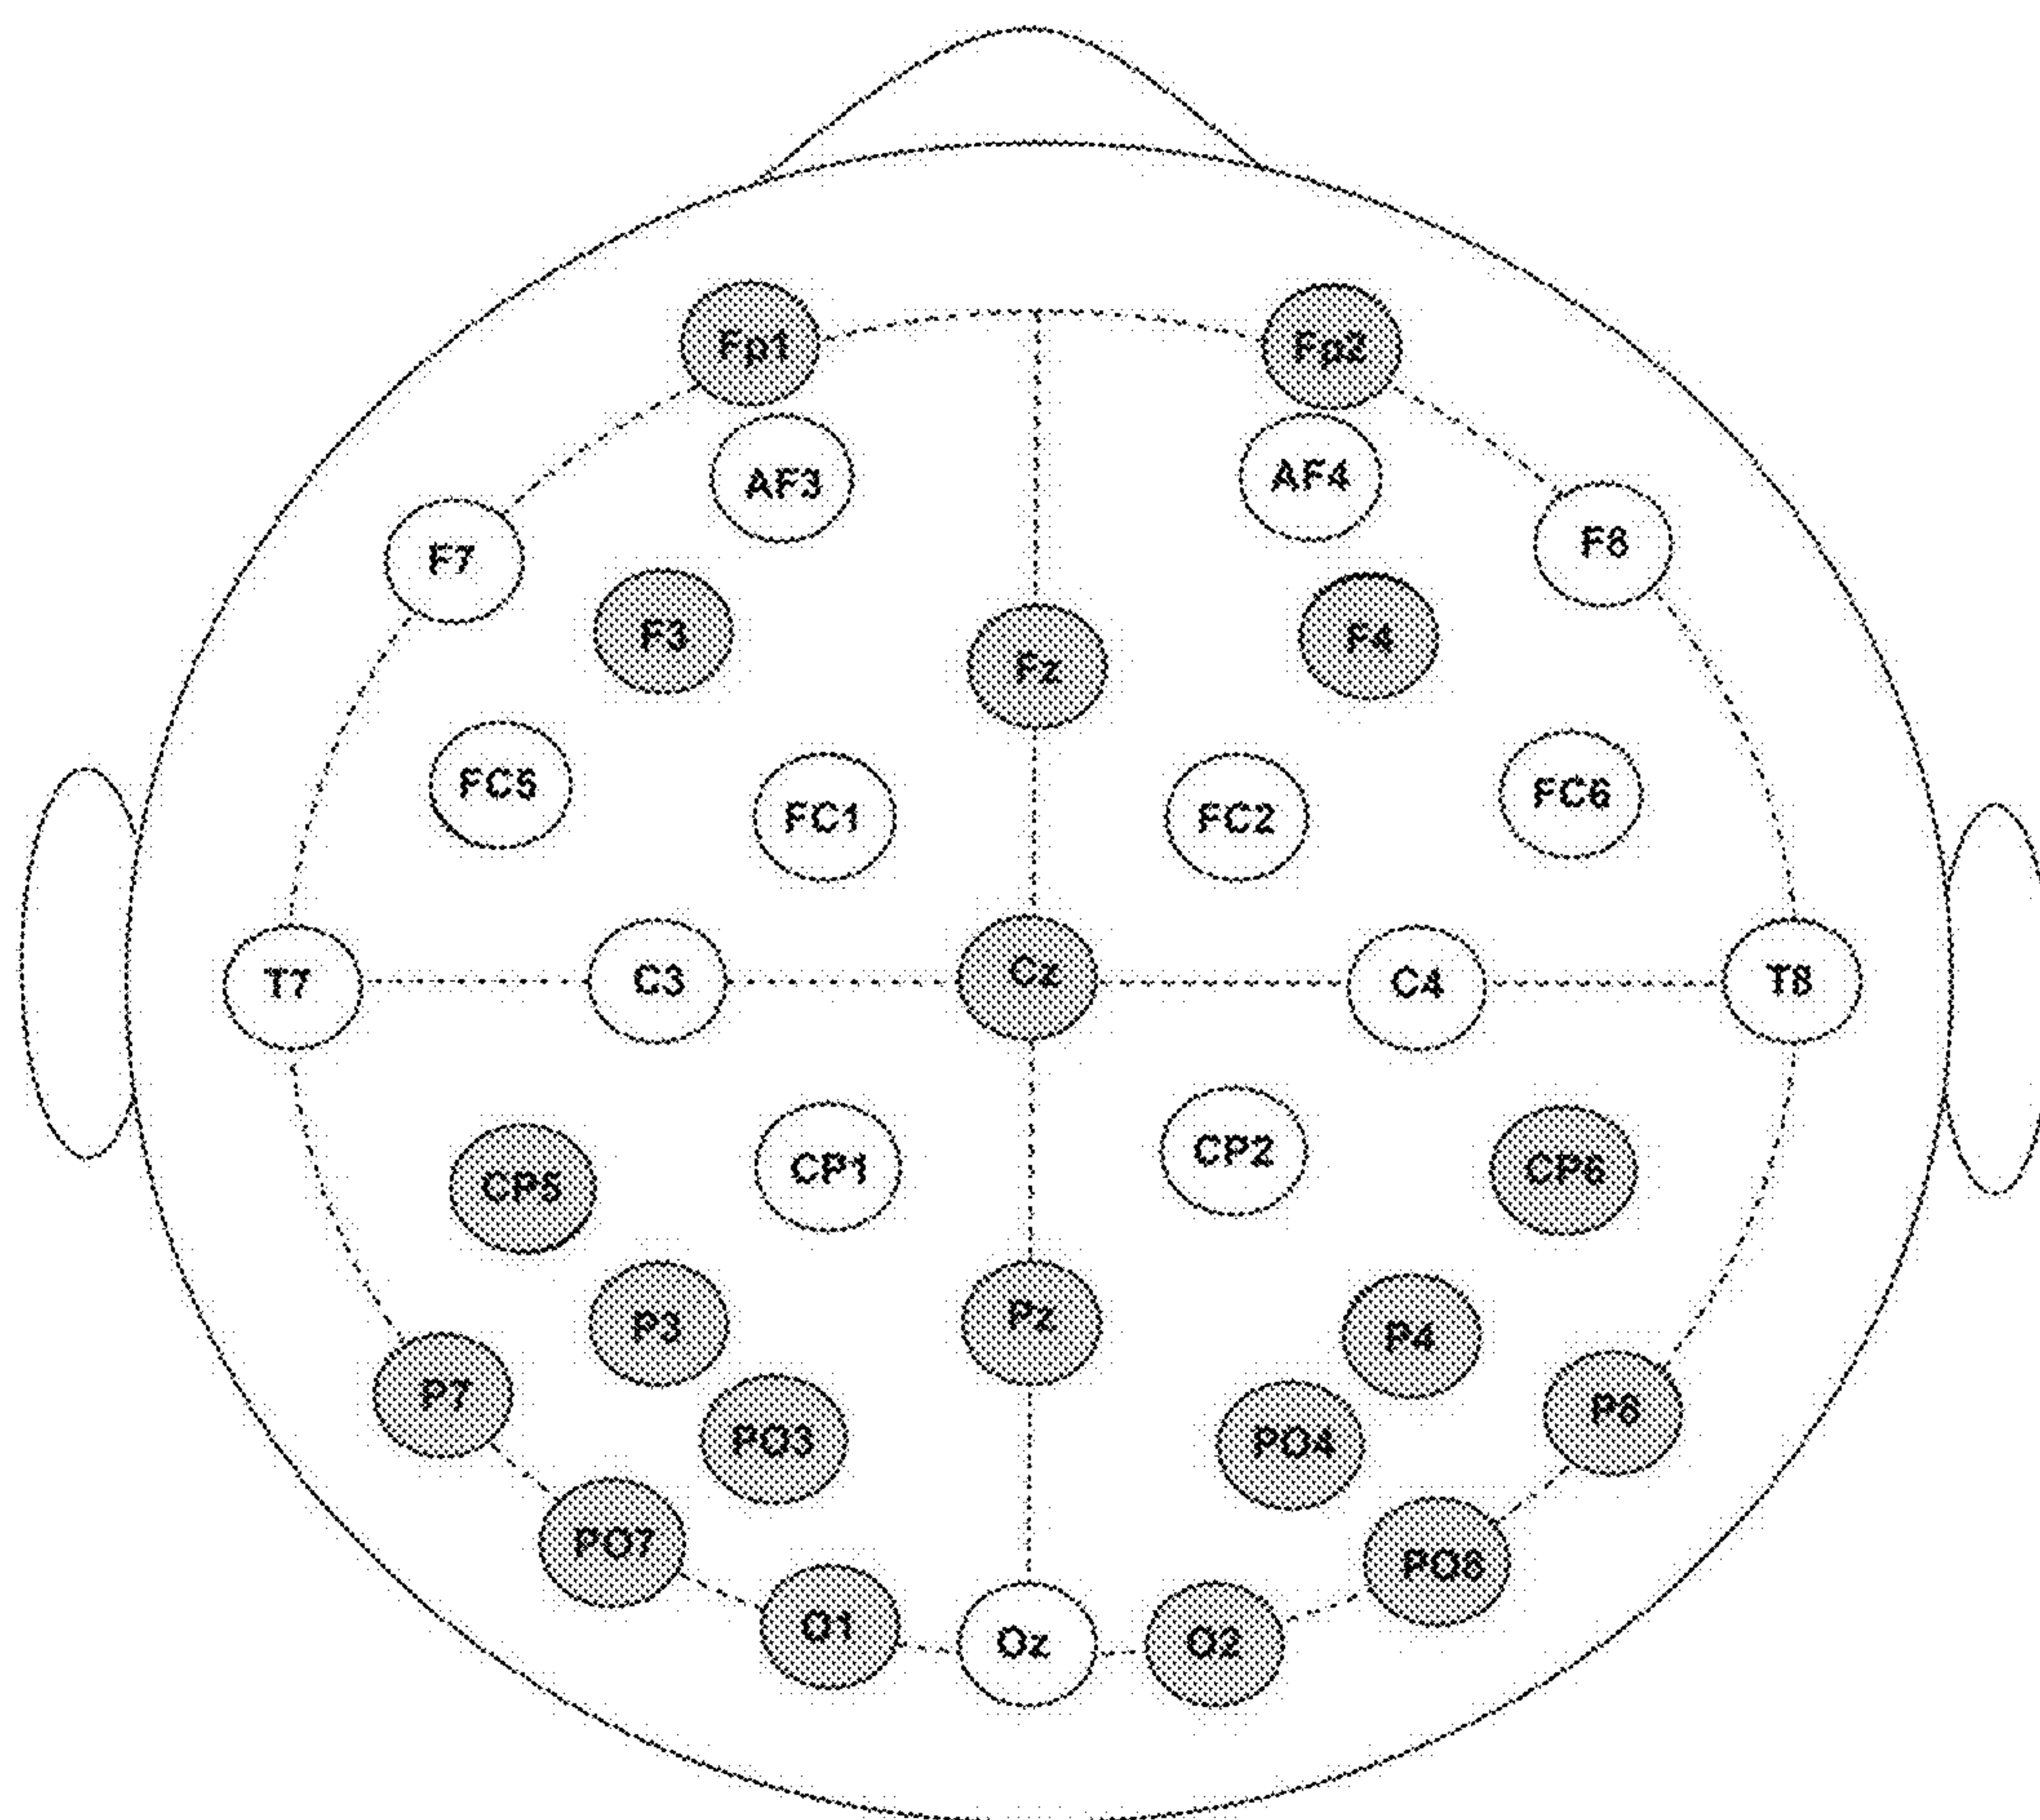 Fp1 Fp2
AF3 AF4
F7 F8
F3 Fz F4
FC5 FC1 FC2 FC6
T7 C3 Cz C4 T8
CP5 CP1 CP2 CP6
P3 Pz P4
P7 P8
PO3 PO4
PO7 PO8
O1 Oz O2